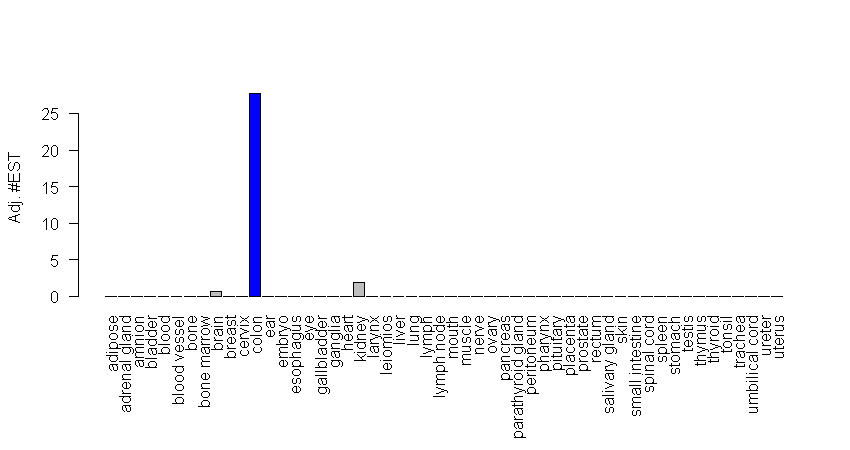 Adj. #EST
25
20
15
10
5
0
adipose
adrenal gland
amnion
bladder
blood
blood vessel
bone
bone marrow
brain
breast
cervix
colon
ear
embryo
esophagus
eye
gallbladder
ganglia
heart
kidney
larynx
leiomios
liver
lung
lymph
lymph node
mouth
muscle
nerve
ovary
pancreas
parathyroid gland
peritoneum
pharynx
pituitary
placenta
prostate
rectum
salivary gland
skin
small intestine
spinal cord
spleen
stomach
testis
thymus
thyroid
tonsil
trachea
umbilical cord
ureter
uterus